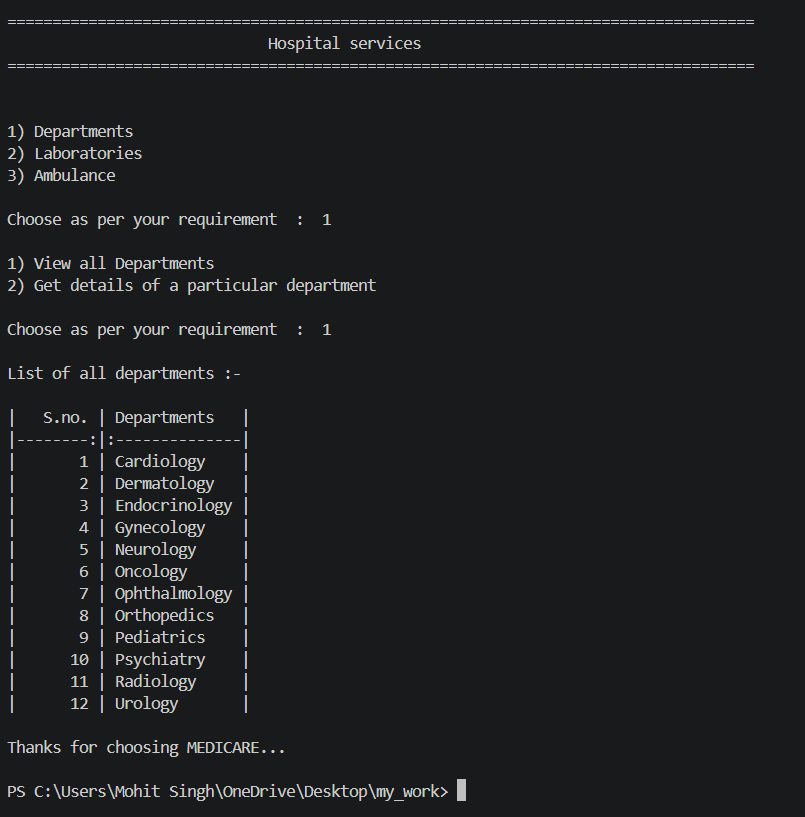 ===================================================================================
Hospital services
===================================================================================
1) Departments
2) Laboratories
3) Ambulance
Choose as per your requirement  :  1
1) View all Departments
2) Get details of a particular department
Choose as per your requirement  :  1
List of all departments :-
|   S.no. | Departments   |
|--------:|:--------------|
|       1 | Cardiology    |
|       2 | Dermatology   |
|       3 | Endocrinology |
|       4 | Gynecology    |
|       5 | Neurology     |
|       6 | Oncology      |
|       7 | Ophthalmology |
|       8 | Orthopedics   |
|       9 | Pediatrics    |
|      10 | Psychiatry    |
|      11 | Radiology     |
|      12 | Urology       |
Thanks for choosing MEDICARE...
PS C:\Users\Mohit Singh\OneDrive\Desktop\my_work>